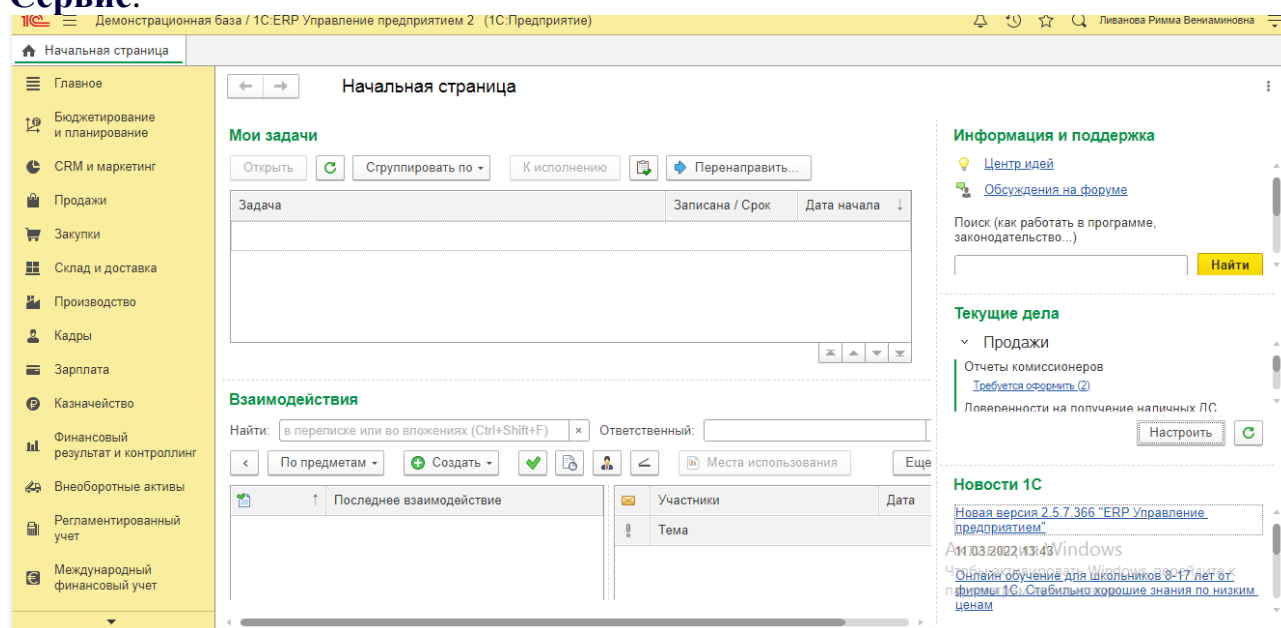 Сервис.
1С Демонстрационная база / 1С:ERP Управление предприятием 2 (1С:Предприятие)
Ливанова Римма Вениаминовна
Начальная страница
Главное
Бюджетирование
и планирование
CRM и маркетинг
Продажи
Закупки
Склад и доставка
Производство
Кадры
Зарплата
Казначейство
Финансовый
результат и контроллинг
Внеоборотные активы
Регламентированный
учет
Международный
финансовый учет
Начальная страница
Мои задачи
Открыть Сгруппировать по К исполнению Перенаправить...
Задача Записана / Срок Дата начала ↓
Взаимодействия
Найти: в переписке или во вложениях (Ctrl+Shift+F) × Ответственный:
По предметам Создать Места использования Еще
↑ Последнее взаимодействие Участники Дата
Тема
Информация и поддержка
Центр идей
Обсуждения на форуме
Поиск (как работать в программе,
законодательство...)
Найти
Текущие дела
Продажи
Отчеты комиссионеров
Требуется оформить (2)
Доверенности на получение наличных ДС
Настроить
Новости 1С
Новая версия 2.5.7.366 "ERP Управление
предприятием"
11.03.2022 13:43
Windows
Чтобы активировать Windows, перейдите к
Онлайн обучение для школьников 8-17 лет от
фирмы 1С. Стабильно хорошие знания по низким
ценам